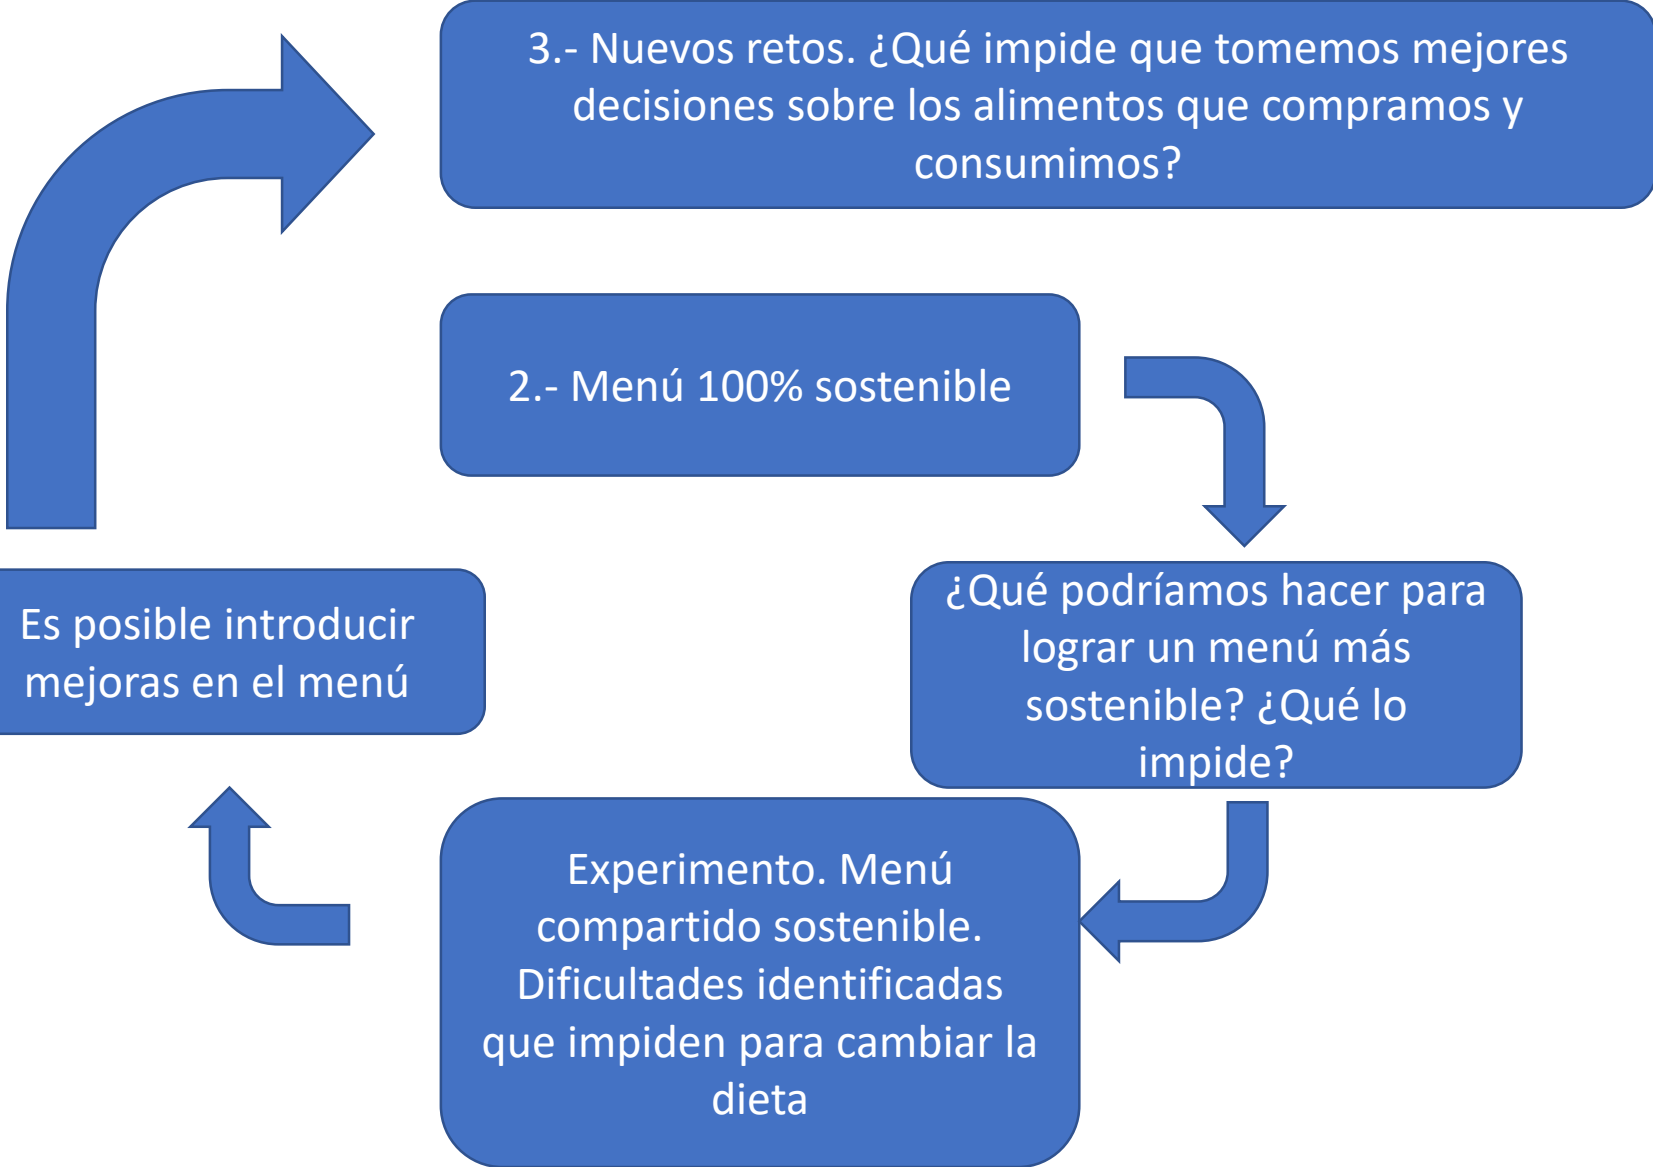 3.- Nuevos retos. ¿Qué impide que tomemos mejores
decisiones sobre los alimentos que compramos y
consumimos?
2.- Menú 100% sostenible
¿Qué podríamos hacer para
lograr un menú más
sostenible? ¿Qué lo
impide?
Experimento. Menú
compartido sostenible.
Dificultades identificadas
que impiden para cambiar la
dieta
Es posible introducir
mejoras en el menú